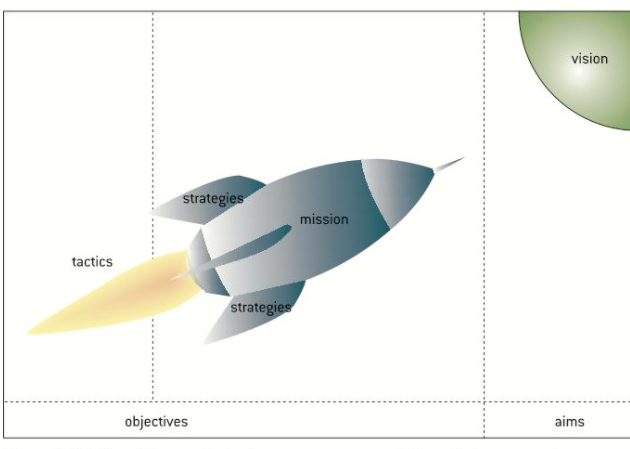 vision
strategies
mission
tactics
strategies
objectives
aims